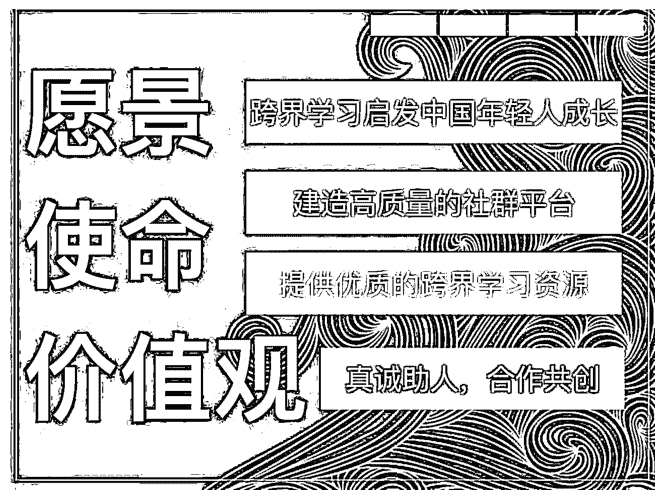 愿景
跨界学习启发中国年轻人成长
使命
建造高质量的社群平台
提供优质的跨界学习资源
价值观
真诚助人，合作共创